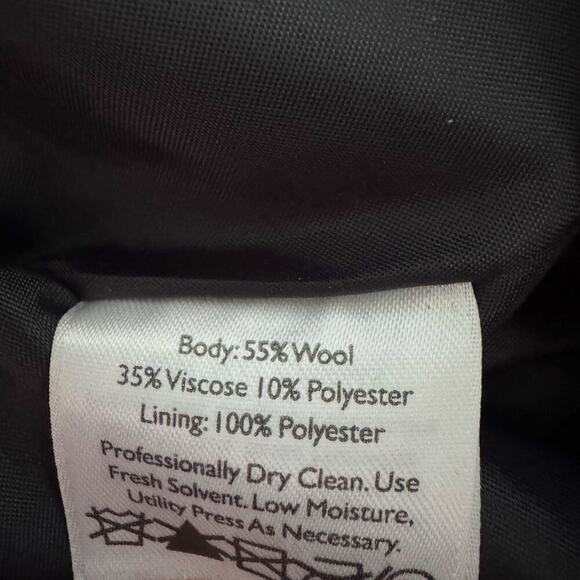 Body: 55% Wool
35% Viscose 10% Polyester
Lining: 100% Polyester
Professionally Dry Clean. Use
Fresh Solvent. Low Moisture,
Utility Press As Necessary.